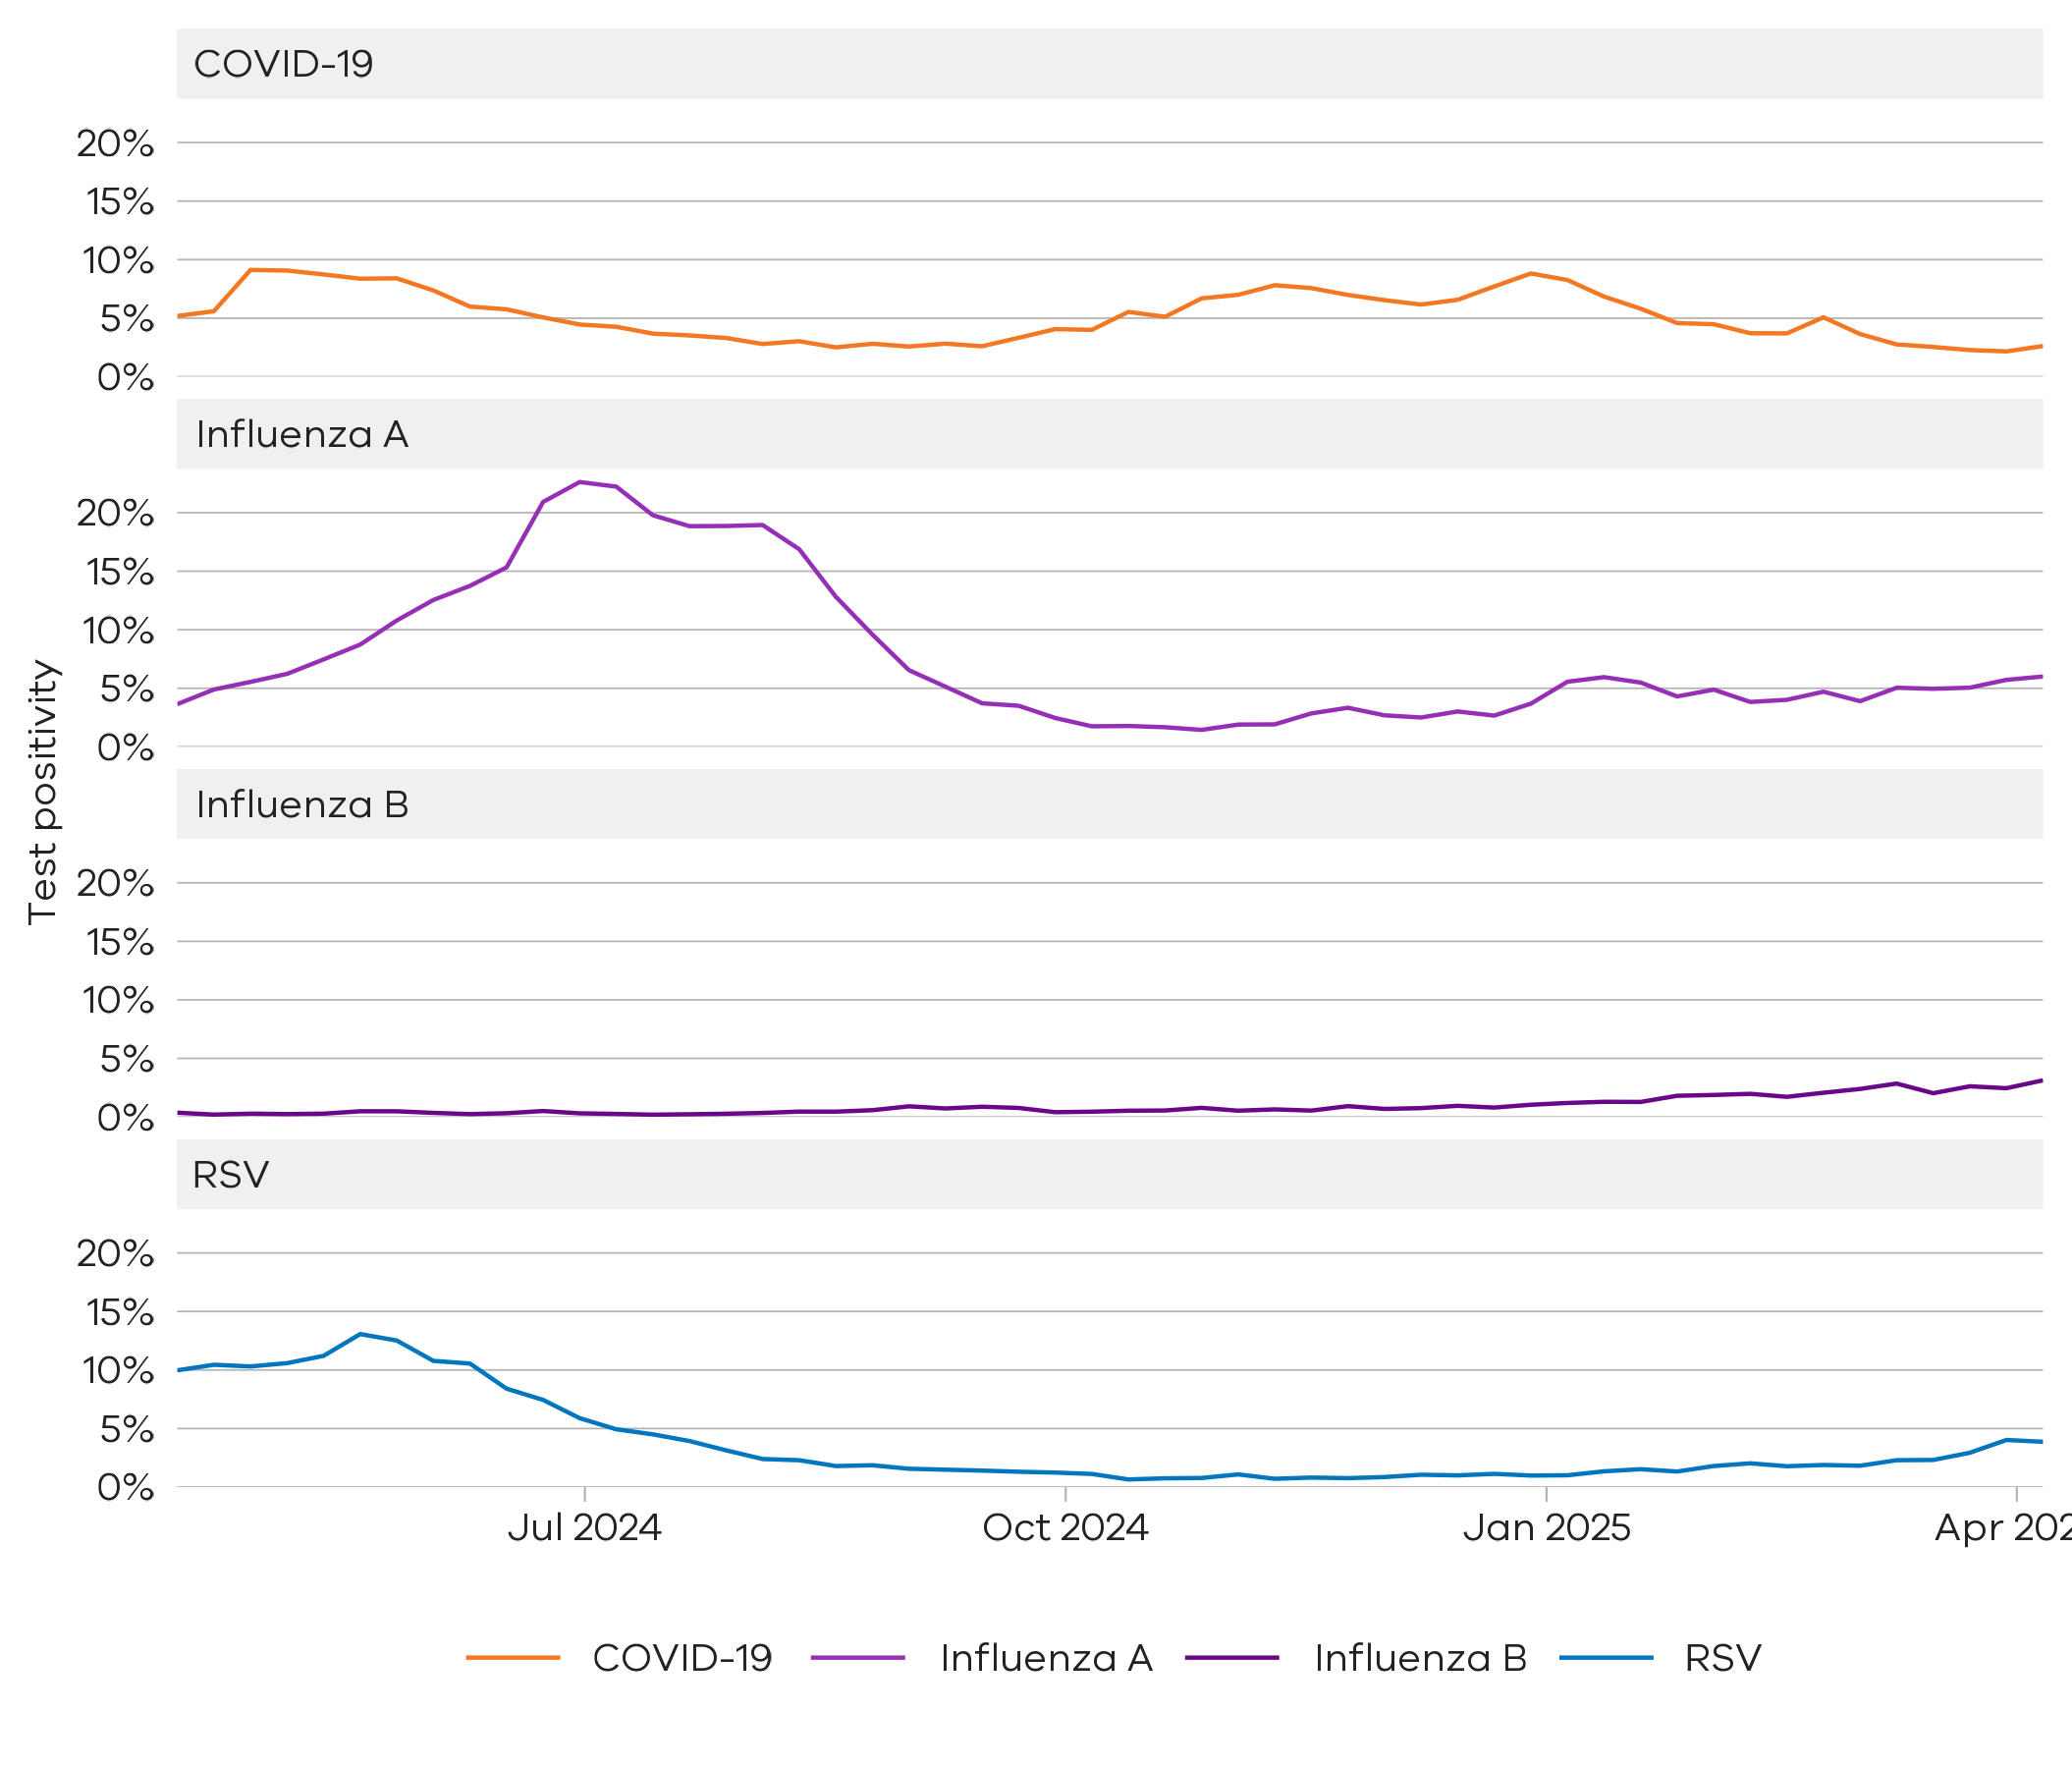 COVID-19
20%
15%
10%
5%
0%
Influenza A
20%
15%
10%
5%
0%
Influenza B
20%
15%
10%
5%
0%
RSV
20%
15%
10%
5%
0%
Test positivity
Jul 2024 Oct 2024 Jan 2025 Apr 202
COVID-19 Influenza A Influenza B RSV